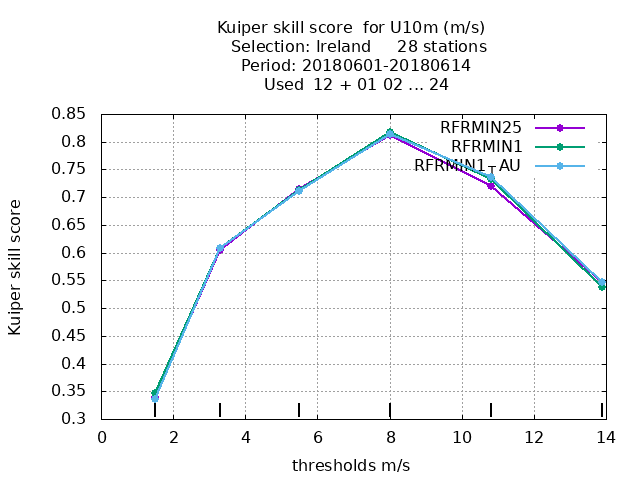 Kuiper skill score  for U10m (m/s)
Selection: Ireland     28 stations
Period: 20180601-20180614
Used  12 + 01 02 ... 24
RFRMIN25
RFRMIN1
RFRMIN1_AU
0.85
0.8
0.75
0.7
0.65
0.6
0.55
0.5
0.45
0.4
0.35
0.3
Kuiper skill score
0 2 4 6 8 10 12 14
thresholds m/s